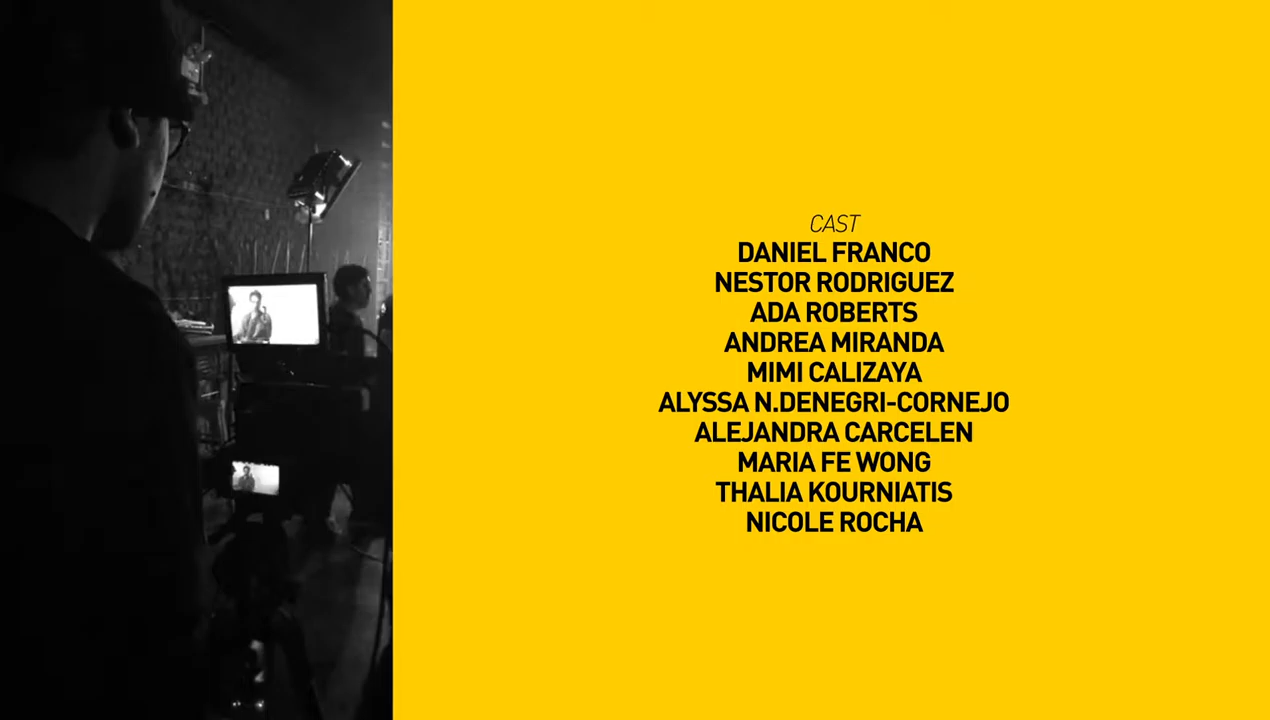 CAST
DANIEL FRANCO
NESTOR RODRIGUEZ
ADA ROBERTS
ANDREA MIRANDA
MIMI CALIZAYA
ALYSSA N.DENEGRI-CORNEJO
ALEJANDRA CARCELEN
MARIA FE WONG
THALIA KOURNIATIS
NICOLE ROCHA